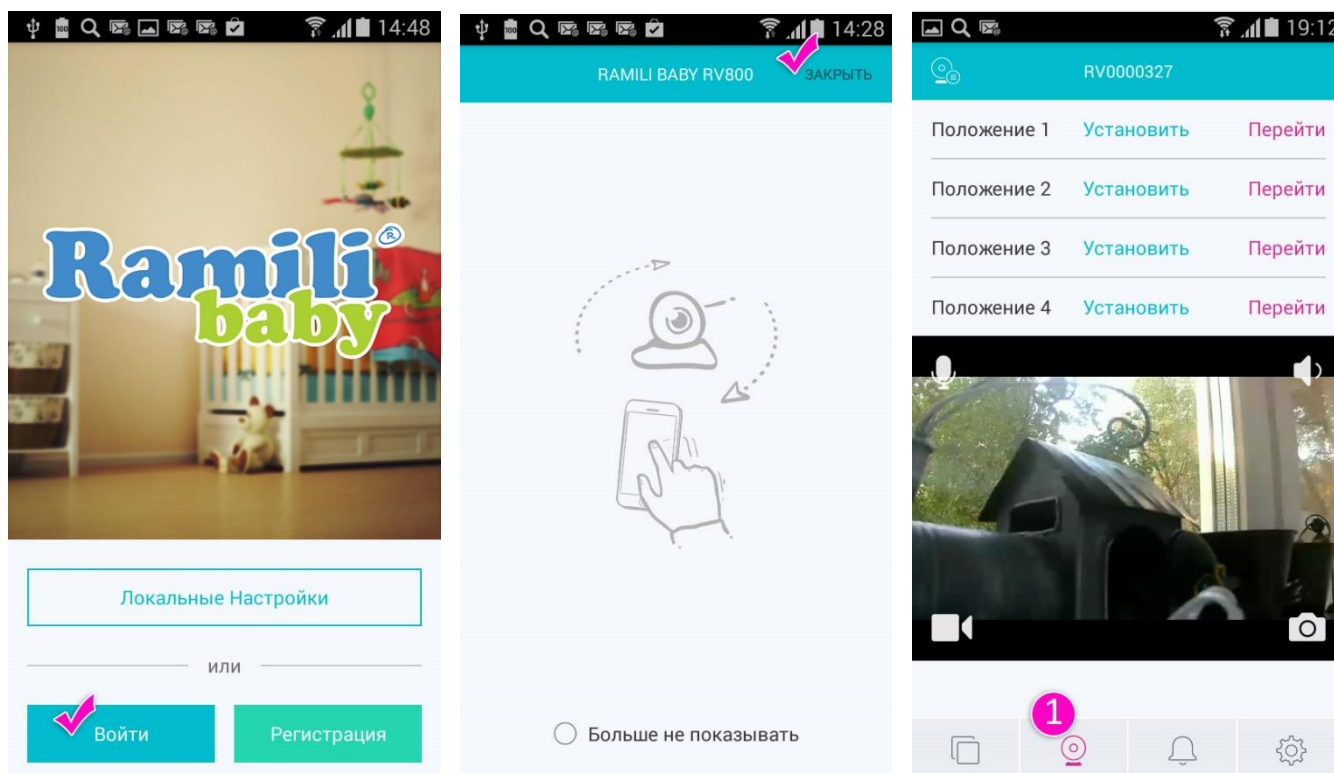 100
14:48
Ramili®
baby
Локальные Настройки
или
Войти
Регистрация
100
14:28
RAMILI BABY RV800
ЗАКРЫТЬ
Больше не показывать
19:12
RV0000327
Положение 1 Установить Перейти
Положение 2 Установить Перейти
Положение 3 Установить Перейти
Положение 4 Установить Перейти
1